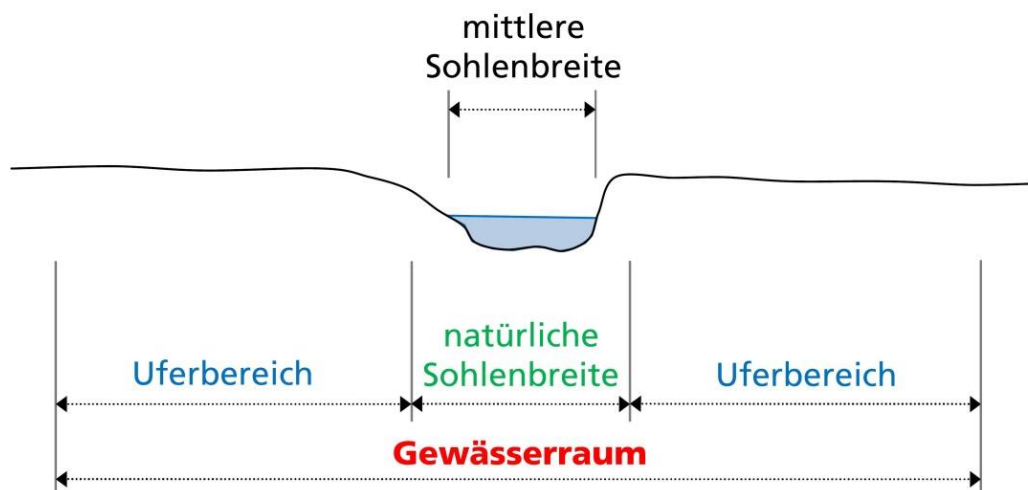 mittlere
Sohlenbreite
natürliche
Uferbereich Sohlenbreite Uferbereich
Gewässerraum